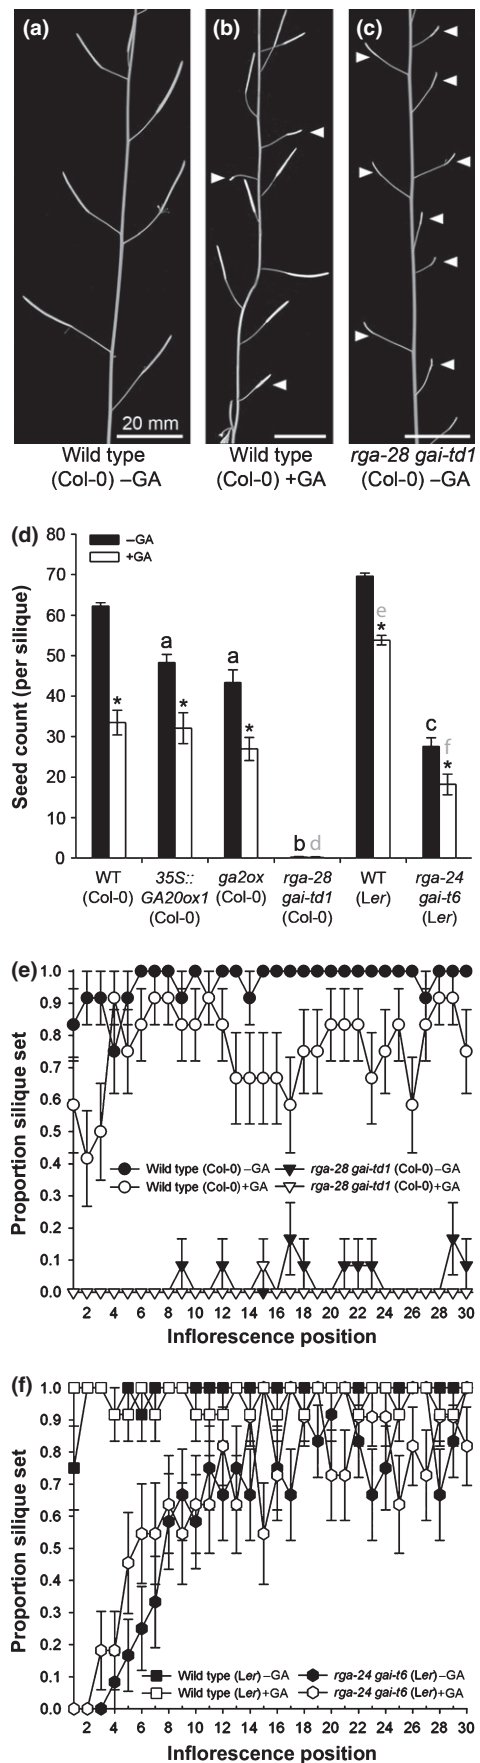 (a) (b) (c)
20 mm
Wild type Wild type rga-28 gai-td1
(Col-0) –GA (Col-0) +GA (Col-0) –GA
(d)
80
70
60
50
40
30
20
10
0
Seed count (per silique)
–GA
+GA
* a * a * b d e * c f *
WT 35S:: ga2ox rga-28 WT rga-24
(Col-0) GA20ox1 (Col-0) gai-td1 (Ler) gai-t6
(Col-0) (Col-0) (Ler)
(e)
1.0
0.9
0.8
0.7
0.6
0.5
0.4
0.3
0.2
0.1
0.0
Proportion silique set
Wild type (Col-0) –GA rga-28 gai-td1 (Col-0) –GA
Wild type (Col-0) +GA rga-28 gai-td1 (Col-0) +GA
2 4 6 8 10 12 14 16 18 20 22 24 26 28 30
Inflorescence position
(f)
1.0
0.9
0.8
0.7
0.6
0.5
0.4
0.3
0.2
0.1
0.0
Proportion silique set
Wild type (Ler) –GA rga-24 gai-t6 (Ler) –GA
Wild type (Ler) +GA rga-24 gai-t6 (Ler) +GA
2 4 6 8 10 12 14 16 18 20 22 24 26 28 30
Inflorescence position